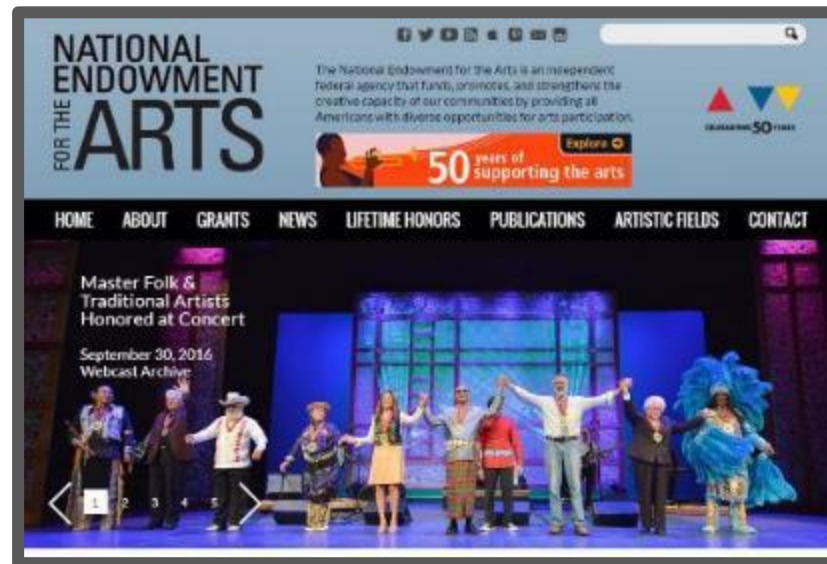 NATIONAL
ENDOWMENT
FOR THE
ARTS
The National Endowment for the Arts is an independent
federal agency that funds, promotes, and strengthens the
creative capacity of our communities by providing all
Americans with diverse opportunities for arts participation.
Explore
50 years of
supporting the arts
CELEBRATING 50 YEARS
HOME ABOUT GRANTS NEWS LIFETIME HONORS PUBLICATIONS ARTISTIC FIELDS CONTACT
Master Folk &
Traditional Artists
Honored at Concert
September 30, 2016
Webcast Archive
1 2 3 4 5